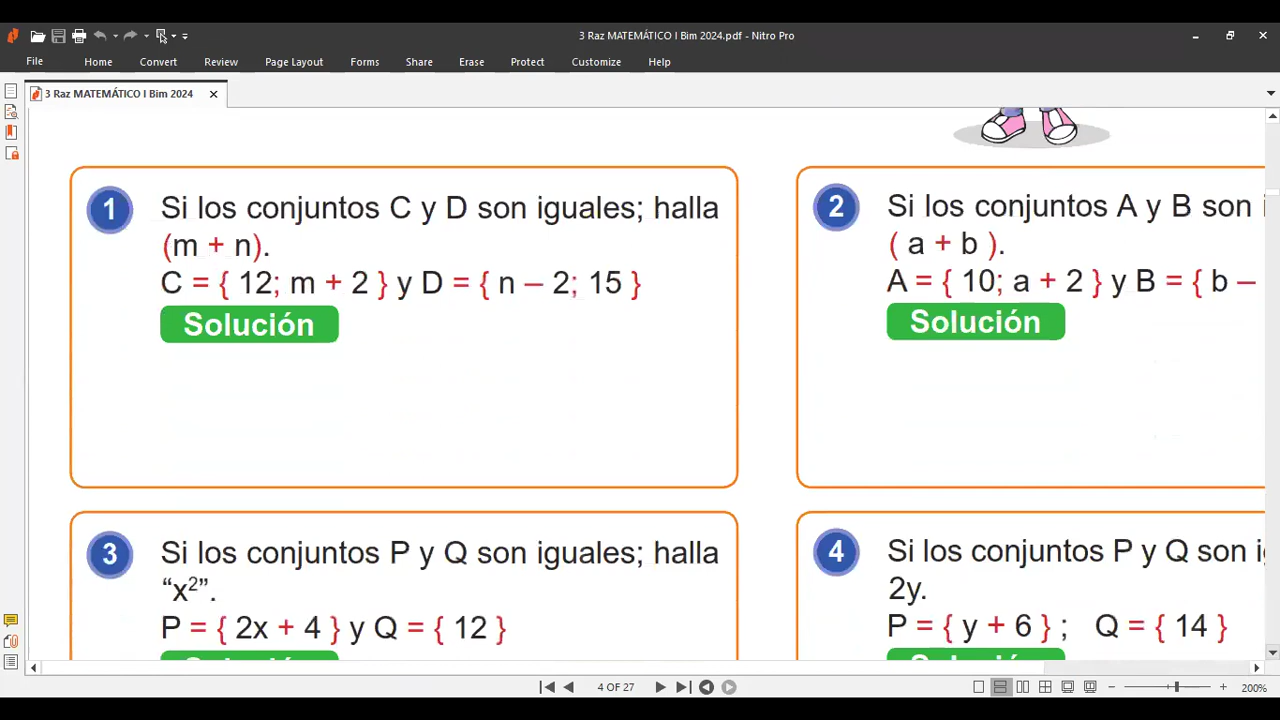 3 Raz MATEMÁTICO I Bim 2024.pdf - Nitro Pro
File Home Convert Review Page Layout Forms Share Erase Protect Customize Help
3 Raz MATEMÁTICO I Bim 2024
1 Si los conjuntos C y D son iguales; halla
(m + n).
C = { 12; m + 2 } y D = { n – 2; 15 }
Solución
2 Si los conjuntos A y B son
( a + b ).
A = { 10; a + 2 } y B = { b –
Solución
3 Si los conjuntos P y Q son iguales; halla
“x²”.
P = { 2x + 4 } y Q = { 12 }
4 Si los conjuntos P y Q son
2y.
P = { y + 6 } ; Q = { 14 }
4 OF 27
200%